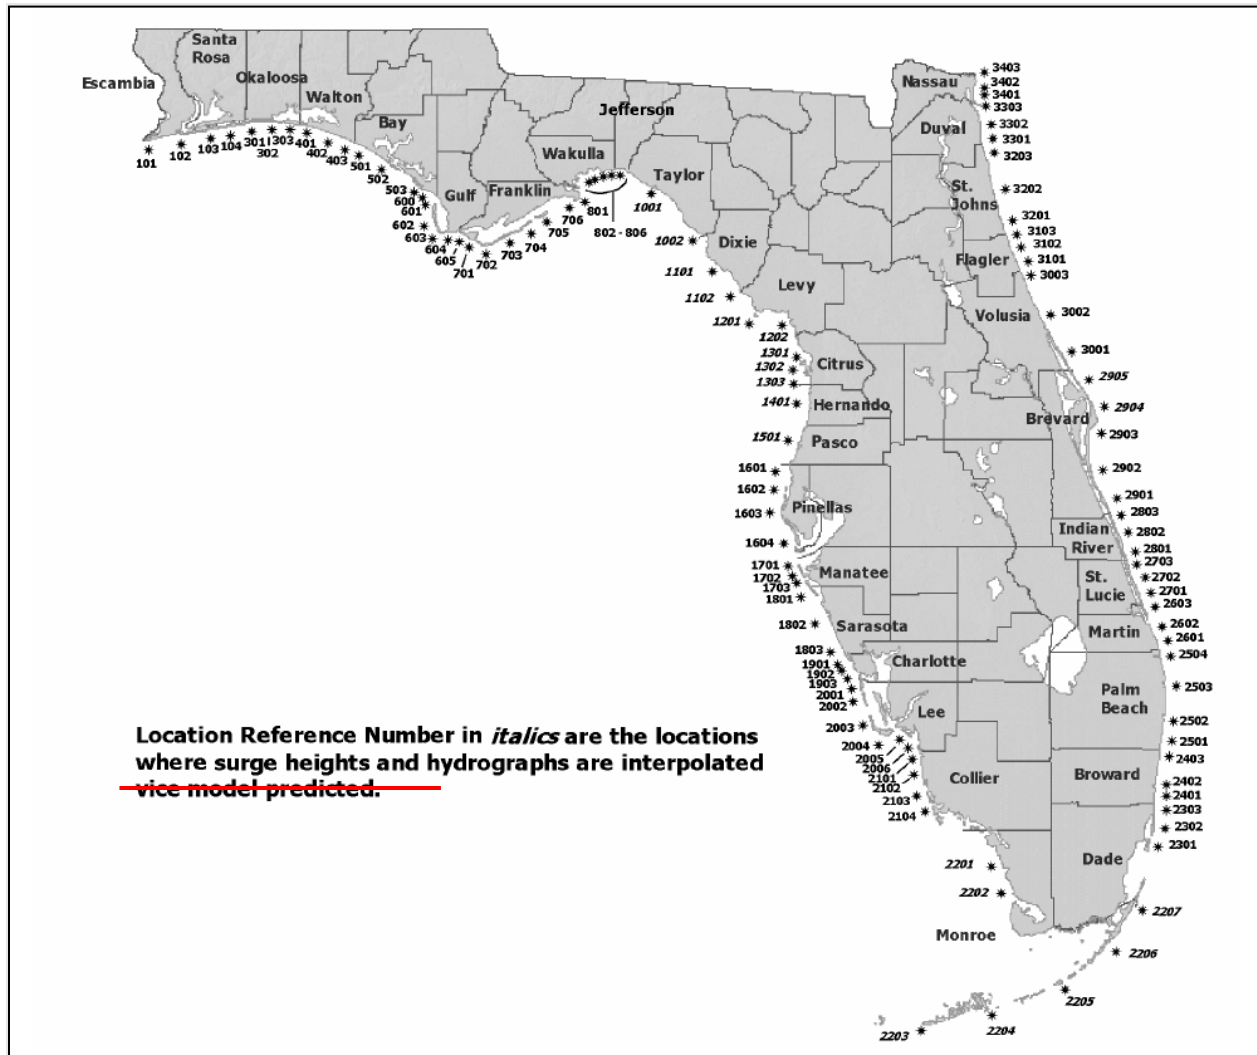 Santa
Rosa
Escambia
Okaloosa
Walton
Bay
Jefferson
Wakulla
Gulf
Franklin
Taylor
Dixie
Levy
Citrus
Hernando
Pasco
Pinellas
Manatee
Sarasota
Charlotte
Lee
Collier
Monroe
Nassau
Duval
St.
Johns
Flagler
Volusia
Brevard
Indian
River
St.
Lucie
Martin
Palm
Beach
Broward
Dade
101
102
103
104
301
302
303
401
402
403
501
502
503
600
601
602
603
604
605
701
702
703
704
705
706
801
802 - 806
1001
1002
1101
1102
1201
1202
1301
1302
1303
1401
1501
1601
1602
1603
1604
1701
1702
1703
1801
1802
1803
1901
1902
1903
2001
2002
2003
2004
2005
2006
2101
2102
2103
2104
2201
2202
2203
2204
2205
2206
2207
2301
2302
2303
2401
2402
2403
2501
2502
2503
2504
2601
2602
2603
2701
2702
2703
2801
2802
2803
2901
2902
2903
2904
2905
3001
3002
3003
3101
3102
3103
3201
3202
3203
3301
3302
3303
3401
3402
3403
Location Reference Number in italics are the locations
where surge heights and hydrographs are interpolated
vice model predicted.